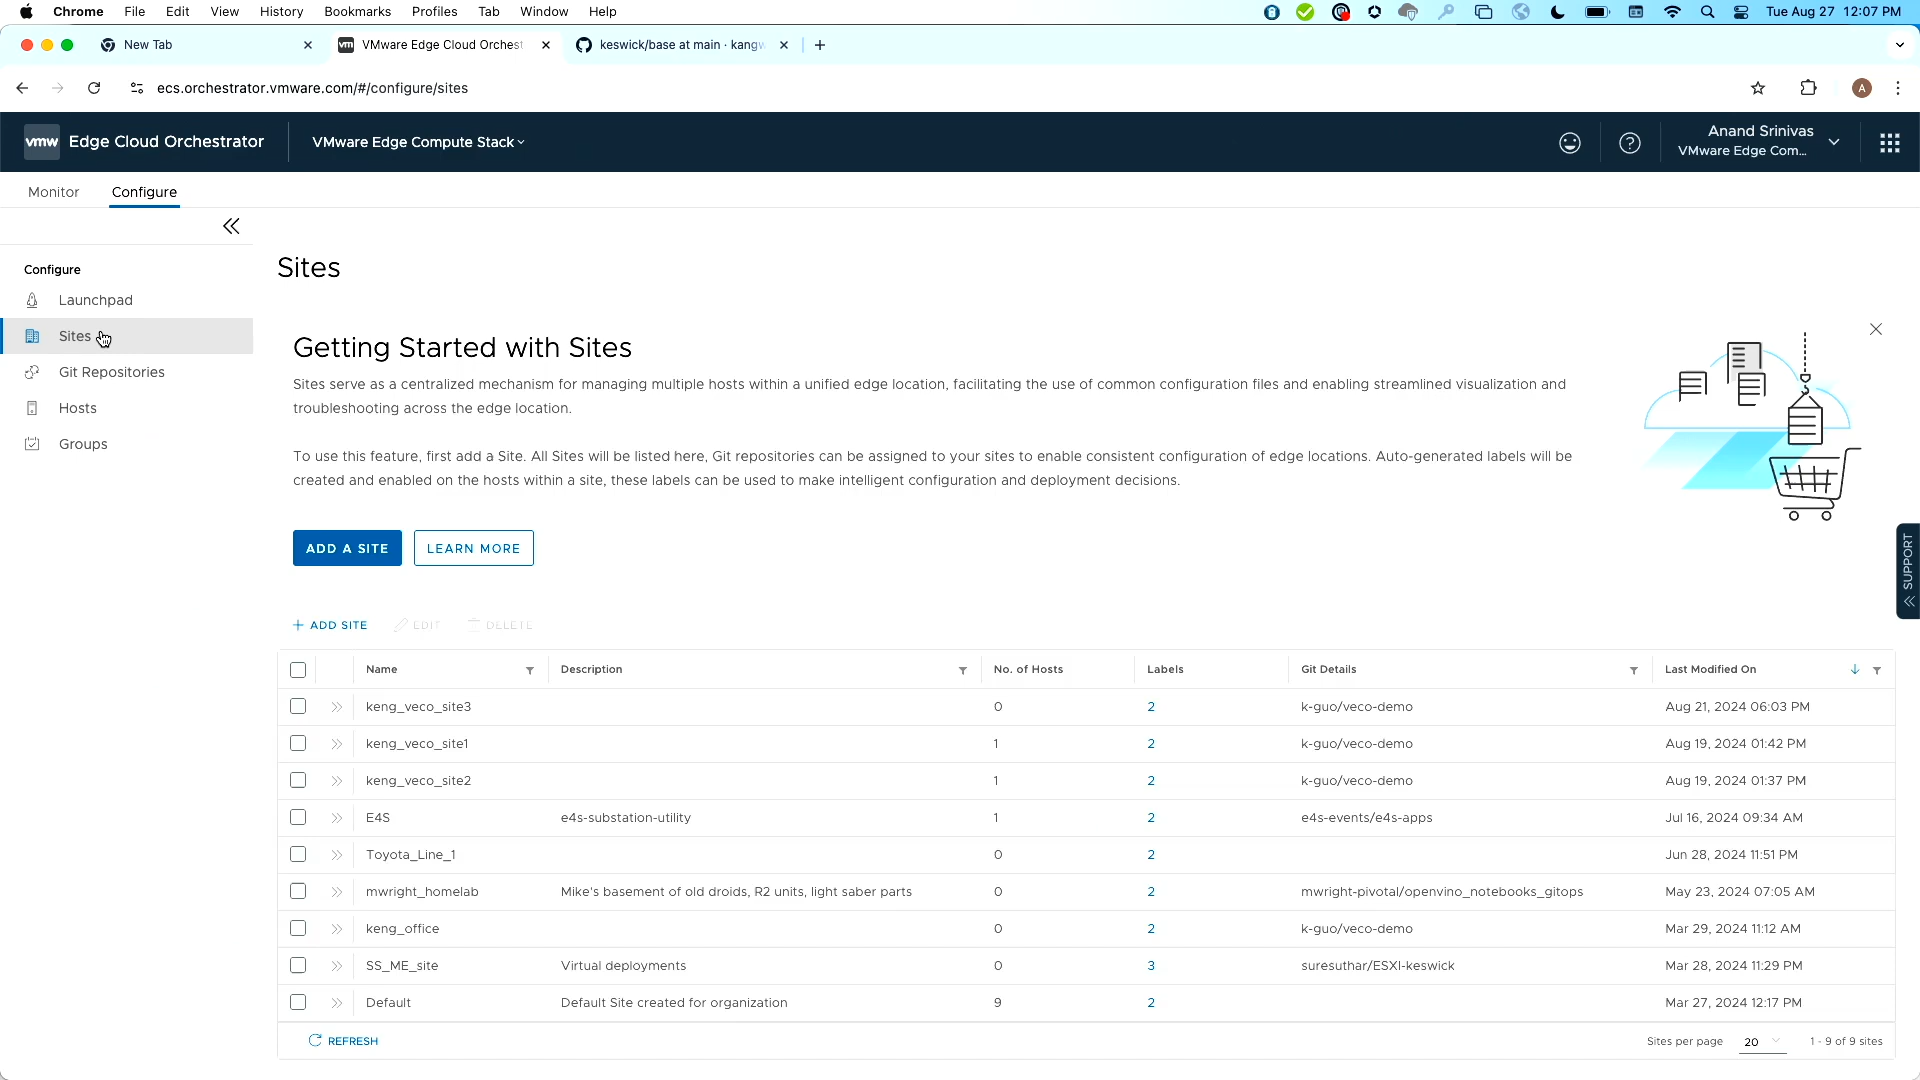 Chrome File Edit View History Bookmarks Profiles Tab Window Help Tue Aug 27 12:07 PM
New Tab VMware Edge Cloud Orchest keswick/base at main · kangw
ecs.orchestrator.vmware.com/#/configure/sites A
vmw Edge Cloud Orchestrator VMware Edge Compute Stack Anand Srinivas
VMware Edge Com...
Monitor Configure
Configure
Launchpad
Sites
Git Repositories
Hosts
Groups
Sites
Getting Started with Sites
Sites serve as a centralized mechanism for managing multiple hosts within a unified edge location, facilitating the use of common configuration files and enabling streamlined visualization and
troubleshooting across the edge location.
To use this feature, first add a Site. All Sites will be listed here, Git repositories can be assigned to your sites to enable consistent configuration of edge locations. Auto-generated labels will be
created and enabled on the hosts within a site, these labels can be used to make intelligent configuration and deployment decisions.
ADD A SITE LEARN MORE
SUPPORT
+ ADD SITE EDIT DELETE
Name Description No. of Hosts Labels Git Details Last Modified On
keng_veco_site3 0 2 k-guo/veco-demo Aug 21, 2024 06:03 PM
keng_veco_site1 1 2 k-guo/veco-demo Aug 19, 2024 01:42 PM
keng_veco_site2 1 2 k-guo/veco-demo Aug 19, 2024 01:37 PM
E4S e4s-substation-utility 1 2 e4s-events/e4s-apps Jul 16, 2024 09:34 AM
Toyota_Line_1 0 2 Jun 28, 2024 11:51 PM
mwright_homelab Mike's basement of old droids, R2 units, light saber parts 0 2 mwright-pivotal/openvino_notebooks_gitops May 23, 2024 07:05 AM
keng_office 0 2 k-guo/veco-demo Mar 29, 2024 11:12 AM
SS_ME_site Virtual deployments 0 3 suresuthar/ESXI-keswick Mar 28, 2024 11:29 PM
Default Default Site created for organization 9 2 Mar 27, 2024 12:17 PM
REFRESH Sites per page 20 1 - 9 of 9 sites